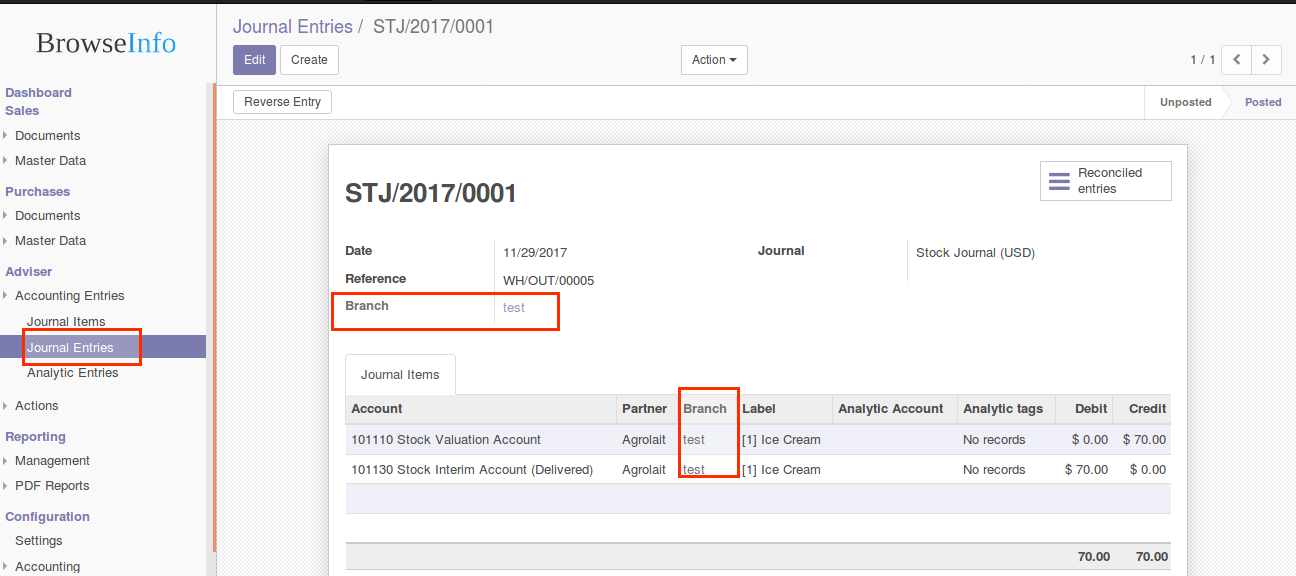 BrowseInfo
Dashboard
Sales
Documents
Master Data
Purchases
Documents
Master Data
Adviser
Accounting Entries
Journal Items
Journal Entries
Analytic Entries
Actions
Reporting
Management
PDF Reports
Configuration
Settings
Accounting
Journal Entries / STJ/2017/0001
Edit Create Action 1 / 1
Reverse Entry Unposted Posted
Reconciled
entries
STJ/2017/0001
Date 11/29/2017 Journal Stock Journal (USD)
Reference WH/OUT/00005
Branch test
Journal Items
Account Partner Branch Label Analytic Account Analytic tags Debit Credit
101110 Stock Valuation Account Agrolait test [1] Ice Cream No records $ 0.00 $ 70.00
101130 Stock Interim Account (Delivered) Agrolait test [1] Ice Cream No records $ 70.00 $ 0.00
70.00 70.00